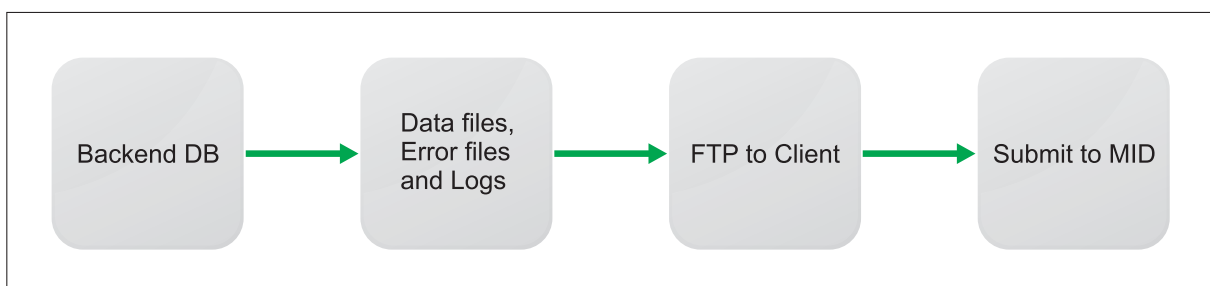 Backend DB
Data files,
Error files
and Logs
FTP to Client
Submit to MID